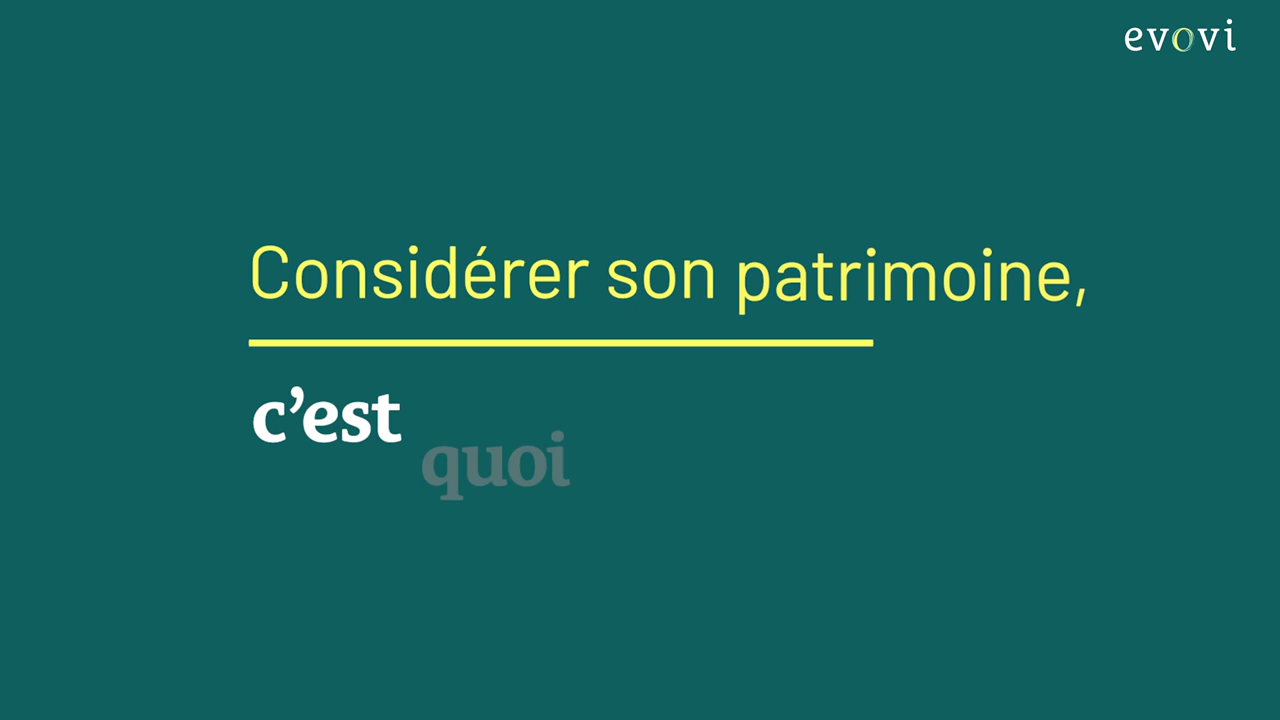 evovi
Considérer son patrimoine,
c’est
quoi